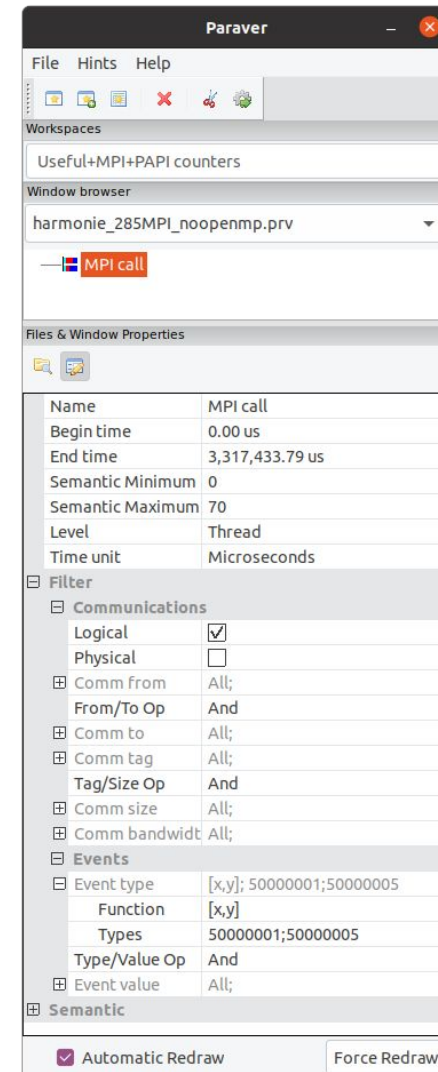 Paraver
File Hints Help
Workspaces
Useful+MPI+PAPI counters
Window browser
harmonie_285MPI_noopenmp.prv
MPI call
Files & Window Properties
Name MPI call
Begin time 0.00 us
End time 3,317,433.79 us
Semantic Minimum 0
Semantic Maximum 70
Level Thread
Time unit Microseconds
Filter
Communications
Logical
Physical
Comm from All;
From/To Op And
Comm to All;
Comm tag All;
Tag/Size Op And
Comm size All;
Comm bandwidt All;
Events
Event type [x,y]; 50000001;50000005
Function [x,y]
Types 50000001;50000005
Type/Value Op And
Event value All;
Semantic
Automatic Redraw Force Redraw